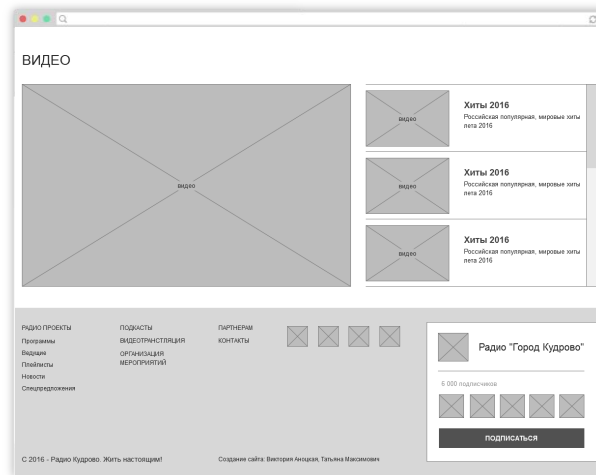 ВИДЕО
видео
видео
Хиты 2016
Российская популярная, мировые хиты
лета 2016
видео
Хиты 2016
Российская популярная, мировые хиты
лета 2016
видео
Хиты 2016
Российская популярная, мировые хиты
лета 2016
РАДИО ПРОЕКТЫ
Программы
Ведущие
Плейлисты
Новости
Спецпредложения
ПОДКАСТЫ
ВИДЕОТРАНСТЛЯЦИЯ
ОРГАНИЗАЦИЯ
МЕРОПРИЯТИЙ
ПАРТНЕРАМ
КОНТАКТЫ
Радио "Город Кудрово"
6 000 подписчиков
ПОДПИСАТЬСЯ
С 2016 - Радио Кудрово. Жить настоящим!
Создание сайта: Виктория Аноцкая, Татьяна Максимович